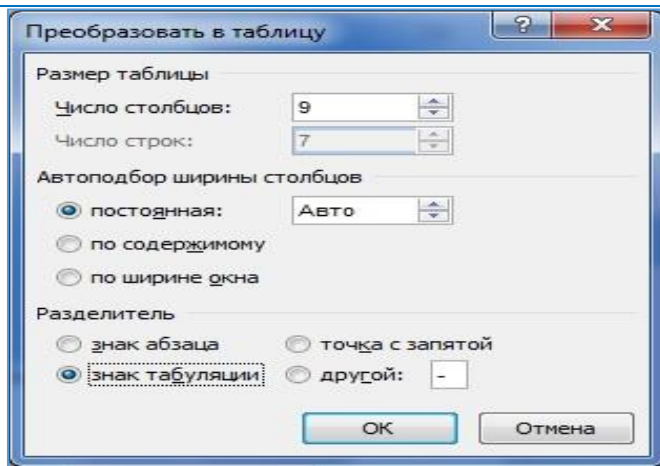 Преобразовать в таблицу
Размер таблицы
Число столбцов: 9
Число строк: 7
Автоподбор ширины столбцов
постоянная: Авто
по содержимому
по ширине окна
Разделитель
знак абзаца точка с запятой
знак табуляции другой: -
ОК Отмена